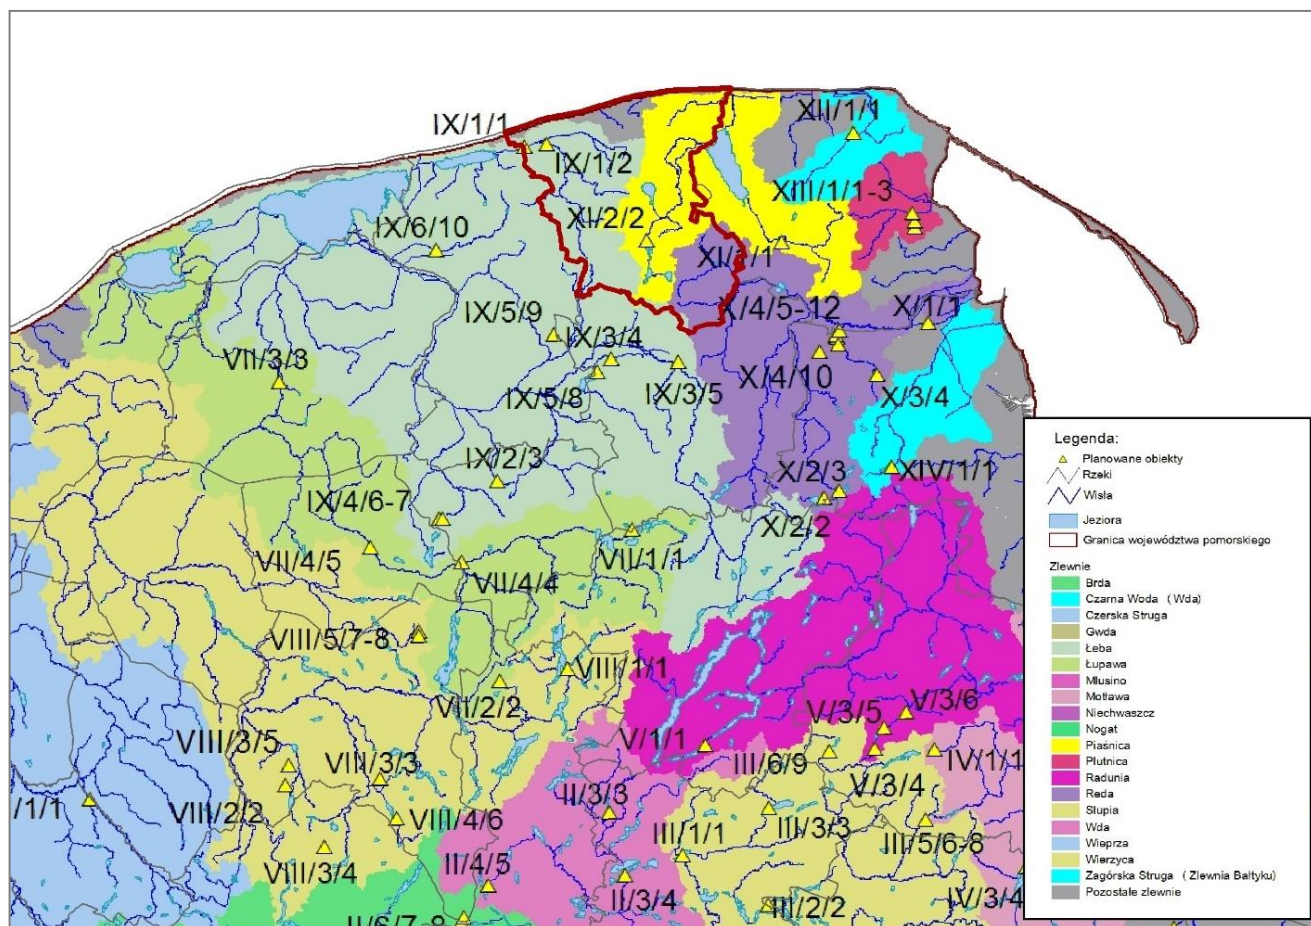 XII/1/1
IX/1/1
IX/1/2
XIII/1/1-3
XI/2/2
IX/6/10
XI/1/1
X/4/5-12
X/1/1
IX/5/9
IX/3/4
VII/3/3
X/4/10
IX/5/8
IX/3/5
X/3/4
IX/2/3
X/2/3
XIV/1/1
IX/4/6-7
X/2/2
VII/4/5
VII/1/1
VII/4/4
VIII/5/7-8
VIII/1/1
VII/2/2
V/3/6
V/3/5
VIII/3/5
V/1/1
III/6/9
IV/1/1
VIII/3/3
V/3/4
/1/1
VIII/2/2
II/3/3
VIII/4/6
III/3/3
III/1/1
III/5/6-8
VIII/3/4
II/4/5
II/3/4
IV/3/4
III/2/2
II/6/7-8
Legenda:
Planowane obiekty
Rzeki
Wisła
Jeziora
Granica województwa pomorskiego
Zlewnie
Brda
Czarna Woda ( Wda)
Czerska Struga
Gwda
Łeba
Łupawa
Młusino
Motława
Niechwaszcz
Nogat
Piaśnica
Plutnica
Radunia
Reda
Słupia
Wda
Wieprza
Wierzyca
Zagórska Struga ( Zlewnia Bałtyku)
Pozostałe zlewnie